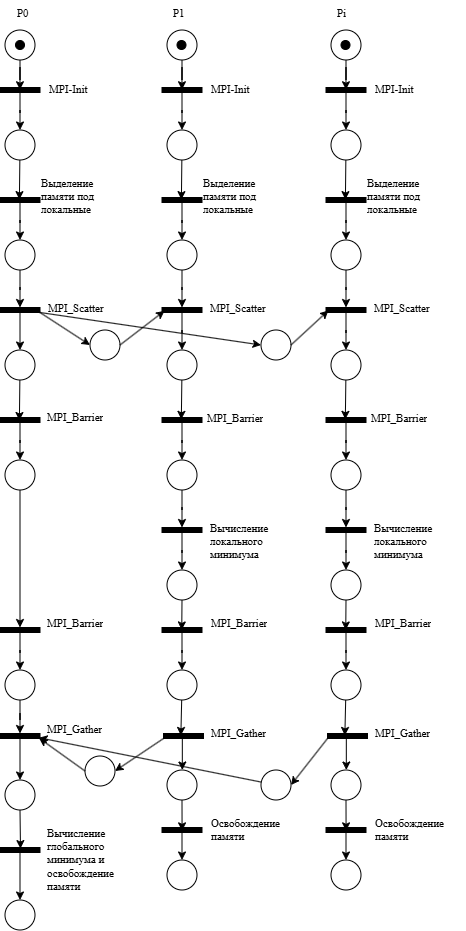 P0 P1 Pi
MPI-Init MPI-Init MPI-Init
Выделение Выделение Выделение
памяти под памяти под памяти под
локальные локальные локальные
MPI_Scatter MPI_Scatter MPI_Scatter
MPI_Barrier MPI_Barrier MPI_Barrier
Вычисление Вычисление
локального локального
минимума минимума
MPI_Barrier MPI_Barrier MPI_Barrier
MPI_Gather MPI_Gather MPI_Gather
Освобождение Освобождение
памяти памяти
Вычисление
глобального
минимума и
освобождение
памяти